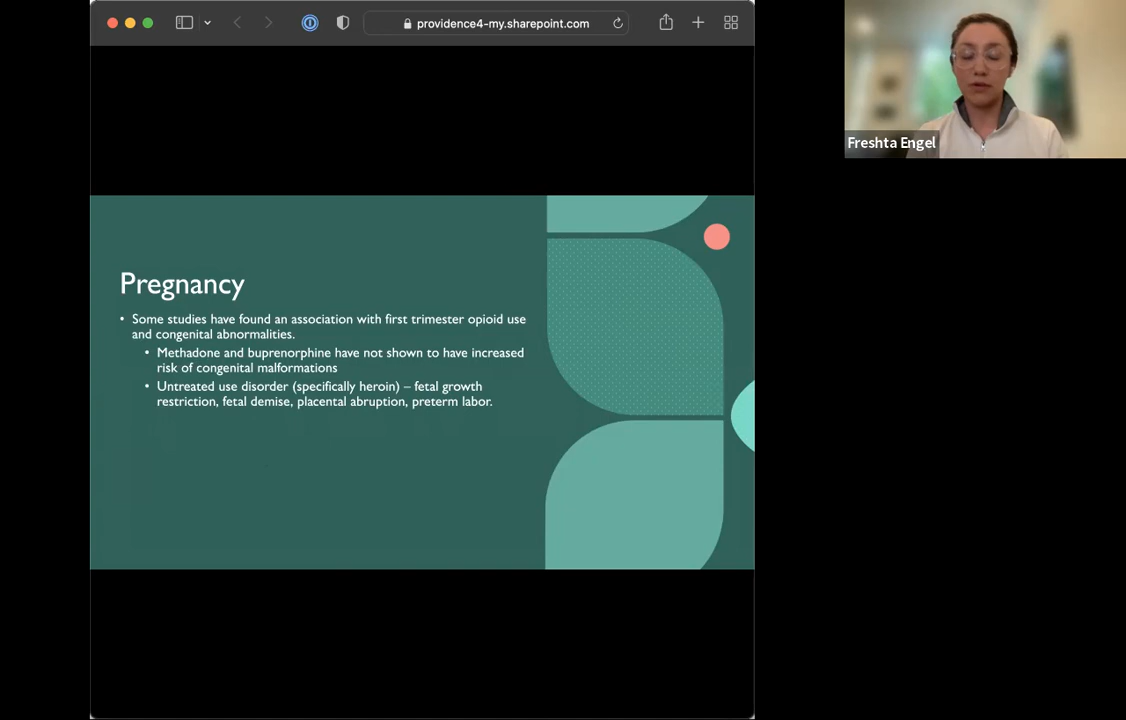 providence4-my.sharepoint.com
Freshta Engel
Pregnancy
• Some studies have found an association with first trimester opioid use
and congenital abnormalities.
• Methadone and buprenorphine have not shown to have increased
risk of congenital malformations
• Untreated use disorder (specifically heroin) – fetal growth
restriction, fetal demise, placental abruption, preterm labor.